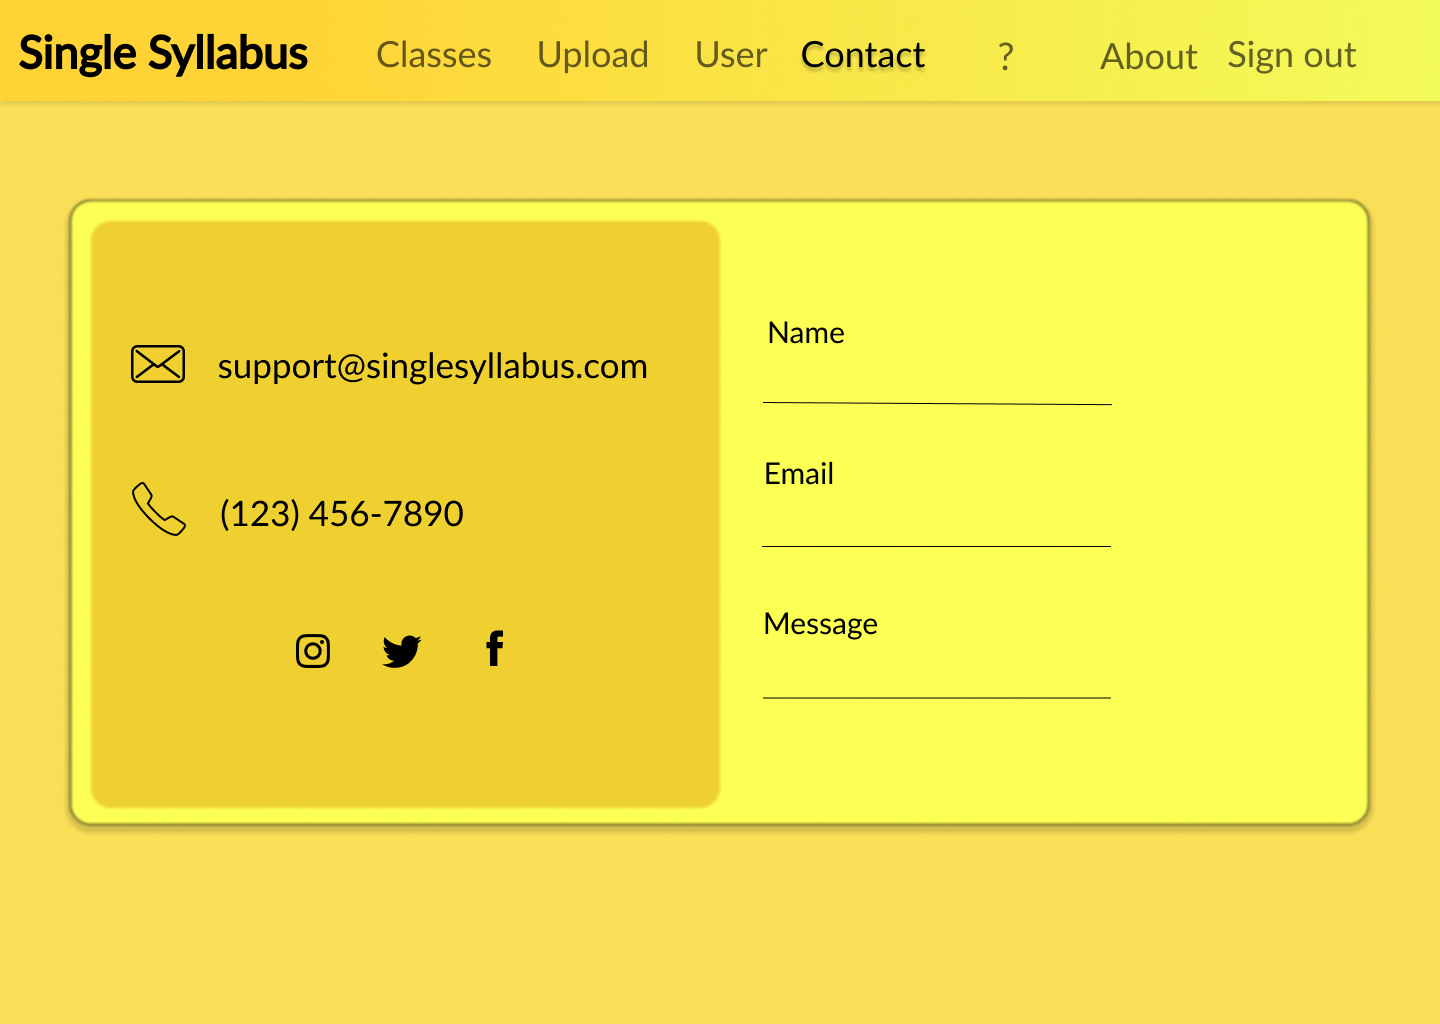 Single Syllabus Classes Upload User Contact ? About Sign out
support@singlesyllabus.com
(123) 456-7890
Name
Email
Message